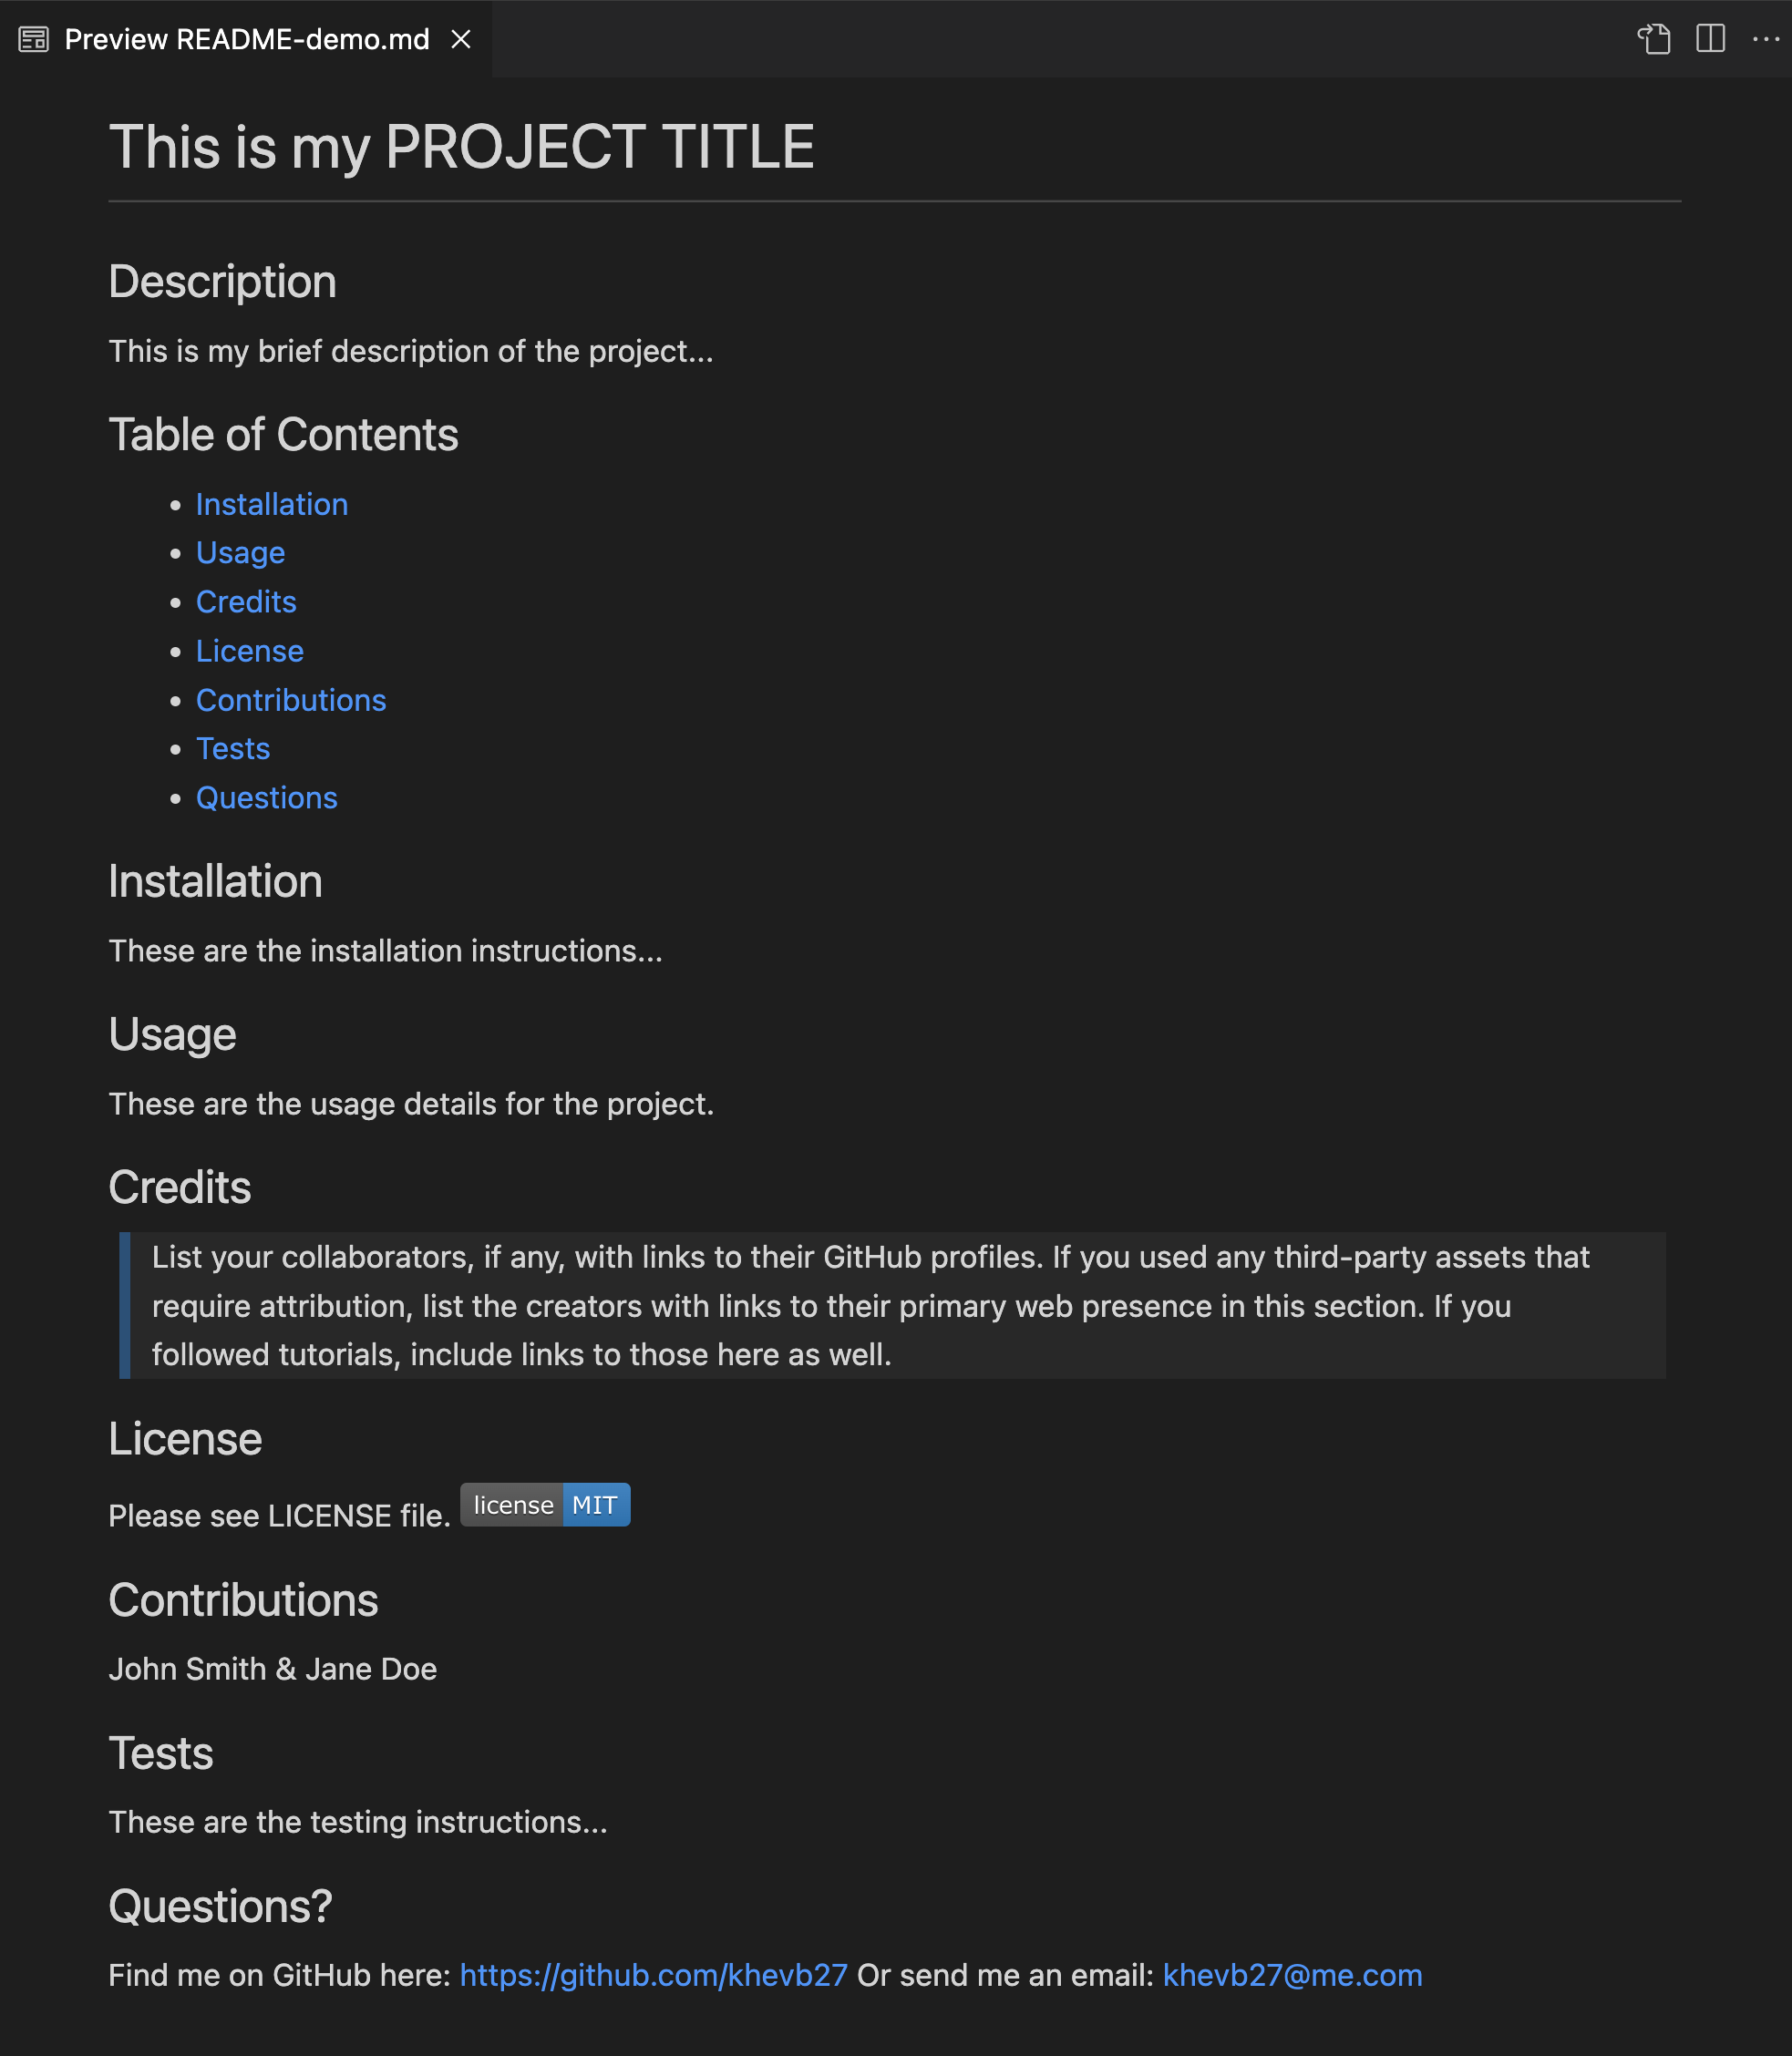 Preview README-demo.md
This is my PROJECT TITLE
Description
This is my brief description of the project...
Table of Contents
Installation
Usage
Credits
License
Contributions
Tests
Questions
Installation
These are the installation instructions...
Usage
These are the usage details for the project.
Credits
List your collaborators, if any, with links to their GitHub profiles. If you used any third-party assets that
require attribution, list the creators with links to their primary web presence in this section. If you
followed tutorials, include links to those here as well.
License
Please see LICENSE file. license MIT
Contributions
John Smith & Jane Doe
Tests
These are the testing instructions...
Questions?
Find me on GitHub here: https://github.com/khevb27 Or send me an email: khevb27@me.com